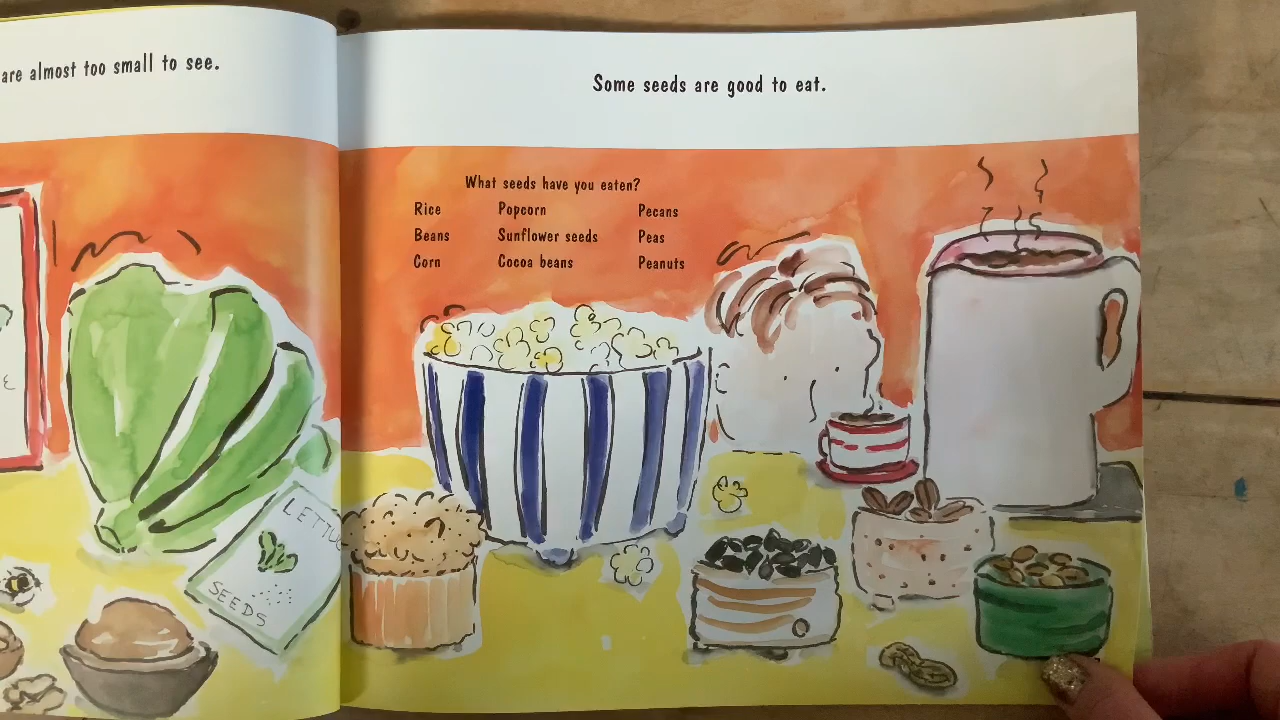 are almost too small to see.
LETTUC
SEEDS
Some seeds are good to eat.
What seeds have you eaten?
Rice Popcorn Pecans
Beans Sunflower seeds Peas
Corn Cocoa beans Peanuts